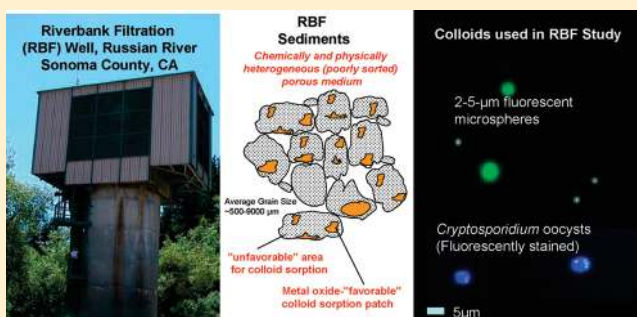 Riverbank Filtration
(RBF) Well, Russian River
Sonoma County, CA
RBF
Sediments
Chemically and physically
heterogeneous (poorly sorted)
porous medium
Average Grain Size
~500-9000 µm
"unfavorable" area
for colloid sorption
Metal oxide-"favorable"
colloid sorption patch
Colloids used in RBF Study
2-5-µm fluorescent
microspheres
Cryptosporidium oocysts
(Fluorescently stained)
5µm